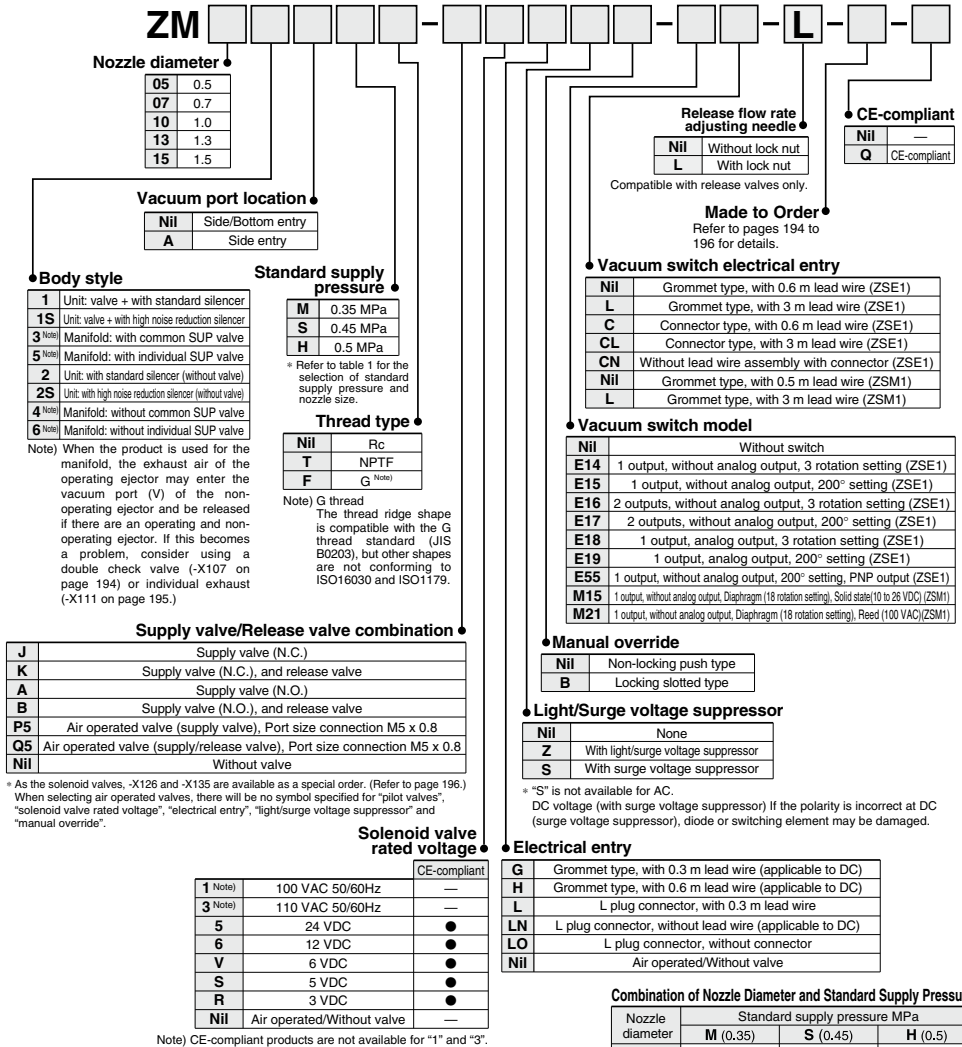 ZM - - L - -
Nozzle diameter
05 0.5
07 0.7
10 1.0
13 1.3
15 1.5
Release flow rate
adjusting needle
Nil Without lock nut
L With lock nut
Compatible with release valves only.
CE-compliant
Nil —
Q CE-compliant
Made to Order
Refer to pages 194 to
196 for details.
Vacuum port location
Nil Side/Bottom entry
A Side entry
Body style
1 Unit: valve + with standard silencer
1S Unit: valve + with high noise reduction silencer
3 Note) Manifold: with common SUP valve
5 Note) Manifold: with individual SUP valve
2 Unit: with standard silencer (without valve)
2S Unit: with high noise reduction silencer (without valve)
4 Note) Manifold: without common SUP valve
6 Note) Manifold: without individual SUP valve
Note) When the product is used for the
manifold, the exhaust air of the
operating ejector may enter the
vacuum port (V) of the non-
operating ejector and be released
if there are an operating and non-
operating ejector. If this becomes
a problem, consider using a
double check valve (-X107 on
page 194) or individual exhaust
(-X111 on page 195.)
Standard supply
pressure
M 0.35 MPa
S 0.45 MPa
H 0.5 MPa
* Refer to table 1 for the
selection of standard
supply pressure and
nozzle size.
Thread type
Nil Rc
T NPTF
F G Note)
Note) G thread
The thread ridge shape
is compatible with the G
thread standard (JIS
B0203), but other shapes
are not conforming to
ISO16030 and ISO1179.
Vacuum switch electrical entry
Nil Grommet type, with 0.6 m lead wire (ZSE1)
L Grommet type, with 3 m lead wire (ZSE1)
C Connector type, with 0.6 m lead wire (ZSE1)
CL Connector type, with 3 m lead wire (ZSE1)
CN Without lead wire assembly with connector (ZSE1)
Nil Grommet type, with 0.5 m lead wire (ZSM1)
L Grommet type, with 3 m lead wire (ZSM1)
Vacuum switch model
Nil Without switch
E14 1 output, without analog output, 3 rotation setting (ZSE1)
E15 1 output, without analog output, 200° setting (ZSE1)
E16 2 outputs, without analog output, 3 rotation setting (ZSE1)
E17 2 outputs, without analog output, 200° setting (ZSE1)
E18 1 output, analog output, 3 rotation setting (ZSE1)
E19 1 output, analog output, 200° setting (ZSE1)
E55 1 output, without analog output, 200° setting, PNP output (ZSE1)
M15 1 output, without analog output, Diaphragm (18 rotation setting), Solid state(10 to 26 VDC) (ZSM1)
M21 1 output, without analog output, Diaphragm (18 rotation setting), Reed (100 VAC)(ZSM1)
Supply valve/Release valve combination
J Supply valve (N.C.)
K Supply valve (N.C.), and release valve
A Supply valve (N.O.)
B Supply valve (N.O.), and release valve
P5 Air operated valve (supply valve), Port size connection M5 x 0.8
Q5 Air operated valve (supply/release valve), Port size connection M5 x 0.8
Nil Without valve
* As the solenoid valves, -X126 and -X135 are available as a special order. (Refer to page 196.)
When selecting air operated valves, there will be no symbol specified for "pilot valves",
"solenoid valve rated voltage", "electrical entry", "light/surge voltage suppressor" and
"manual override".
Manual override
Nil Non-locking push type
B Locking slotted type
Light/Surge voltage suppressor
Nil None
Z With light/surge voltage suppressor
S With surge voltage suppressor
* "S" is not available for AC.
DC voltage (with surge voltage suppressor) If the polarity is incorrect at DC
(surge voltage suppressor), diode or switching element may be damaged.
Solenoid valve
rated voltage
CE-compliant
1 Note) 100 VAC 50/60Hz —
3 Note) 110 VAC 50/60Hz —
5 24 VDC ●
6 12 VDC ●
V 6 VDC ●
S 5 VDC ●
R 3 VDC ●
Nil Air operated/Without valve —
Note) CE-compliant products are not available for "1" and "3".
Electrical entry
G Grommet type, with 0.3 m lead wire (applicable to DC)
H Grommet type, with 0.6 m lead wire (applicable to DC)
L L plug connector, with 0.3 m lead wire
LN L plug connector, without lead wire (applicable to DC)
LO L plug connector, without connector
Nil Air operated/Without valve
Combination of Nozzle Diameter and Standard Supply Pressu
Nozzle
diameter
Standard supply pressure MPa
M (0.35) S (0.45) H (0.5)